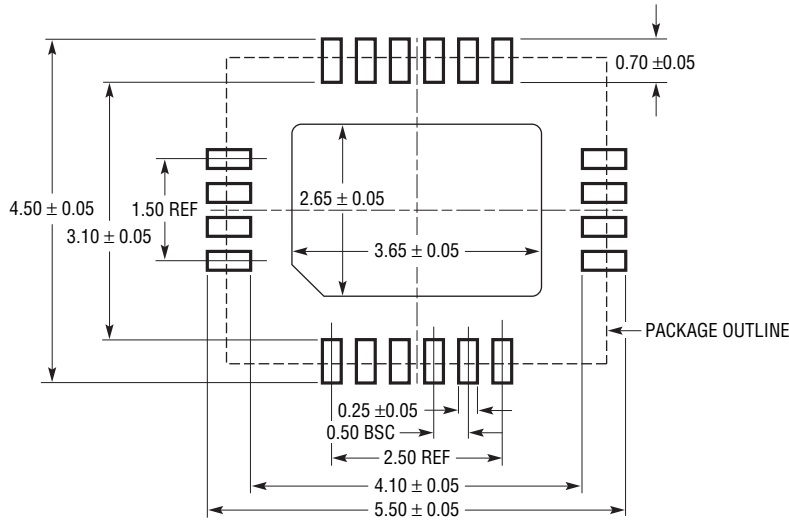 0.70 ±0.05
4.50 ± 0.05
1.50 REF
3.10 ± 0.05
2.65 ± 0.05
3.65 ± 0.05
PACKAGE OUTLINE
0.25 ±0.05
0.50 BSC
2.50 REF
4.10 ± 0.05
5.50 ± 0.05